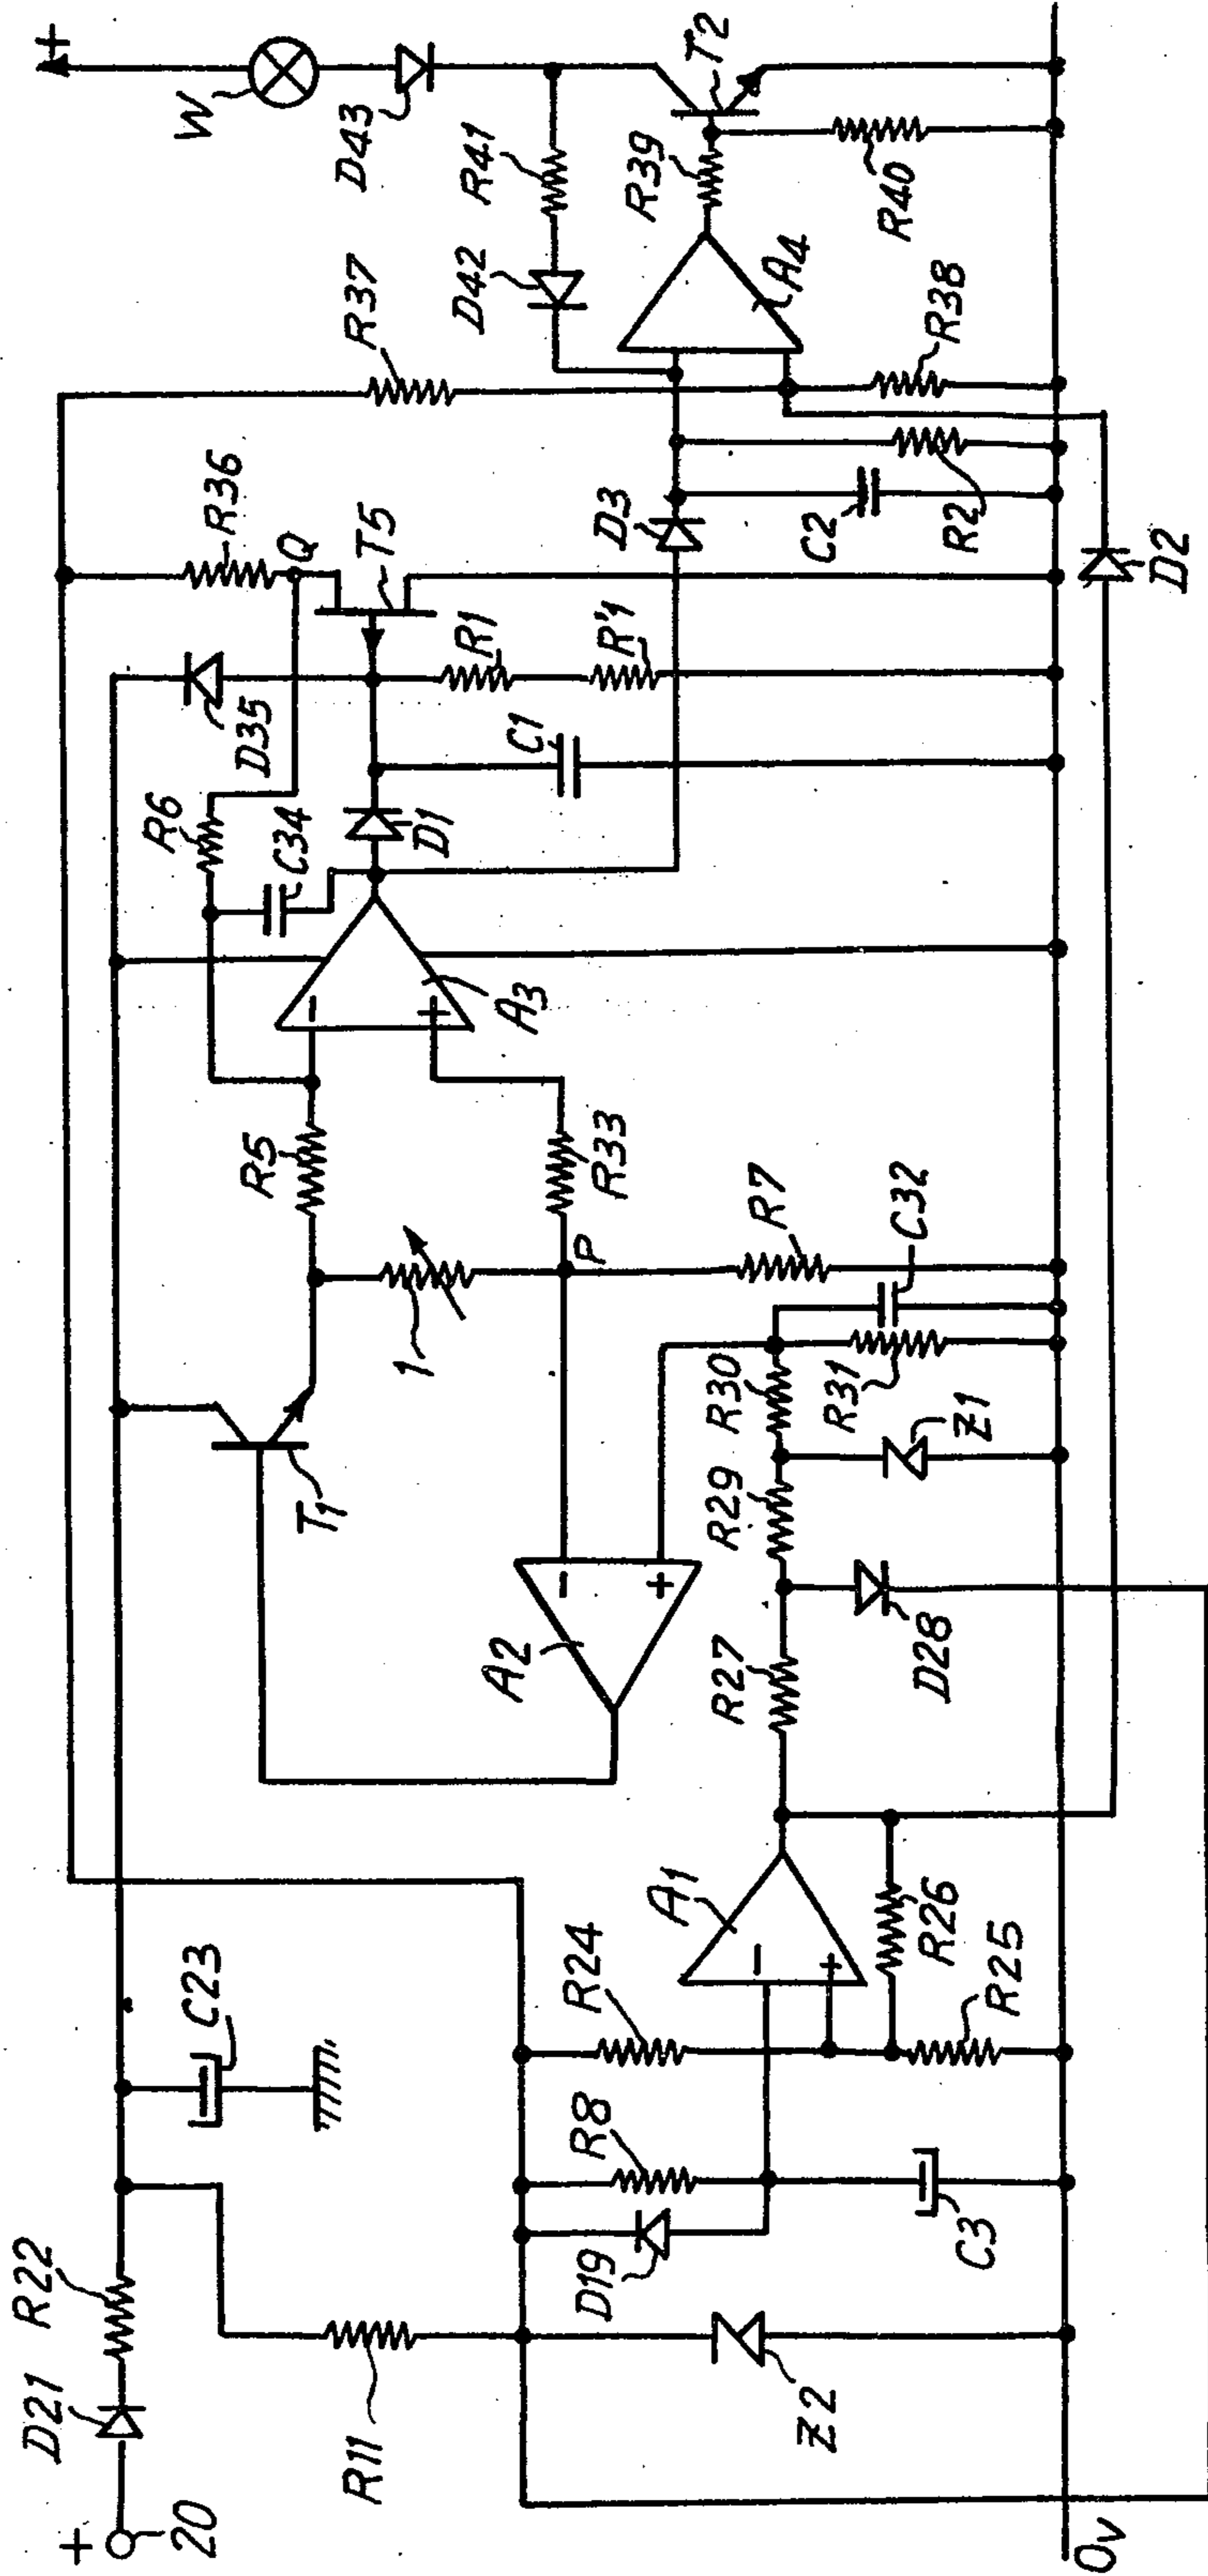 +
20
D21
R22
R11
C23
D19
R8
C3
Z2
R24
R25
R26
A1
-
+
R27
D28
R29
Z1
R30
R31
C32
R7
A2
-
+
T1
1
P
R5
R33
A3
-
+
R6
C34
D1
C1
D35
R1
R'1
T5
Q
R36
D3
C2
R2
R37
R38
D2
A4
D42
R41
R39
R40
T2
D43
W
+
0V